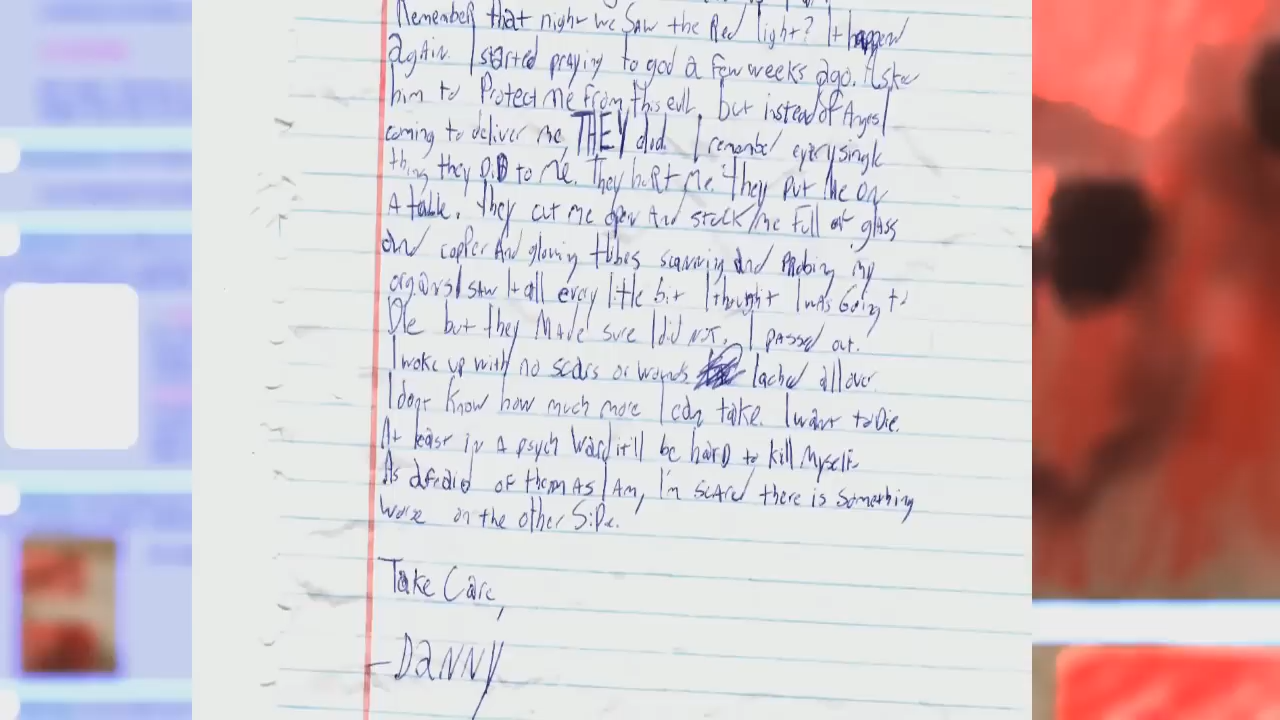 Remember that night we saw the Red light? It happend
again. I started praying to god a few weeks ago. Aske
him to Protect Me From this evil, but instead of Angesl
coming to deliver me, THEY did. I remember every single
thing they DID to Me. They hurt Me. They put Me ON
A table. They cut me open And stuck me full of glass
and copper And glowing tubes scanning and Probing my
organs I saw It all every little bit I thought I was Going to
Die but they Made sure I did NOT. I passed out.
I woke up with no scars or wounds I ached all over.
I dont know how much more I can take. I want to Die.
At least in A psych Ward it'll be harD to kill Myself.
As afraid of them As I Am, I'm scared there is Something
Worse on the other SiDe.
Take Care,
-DaNNY